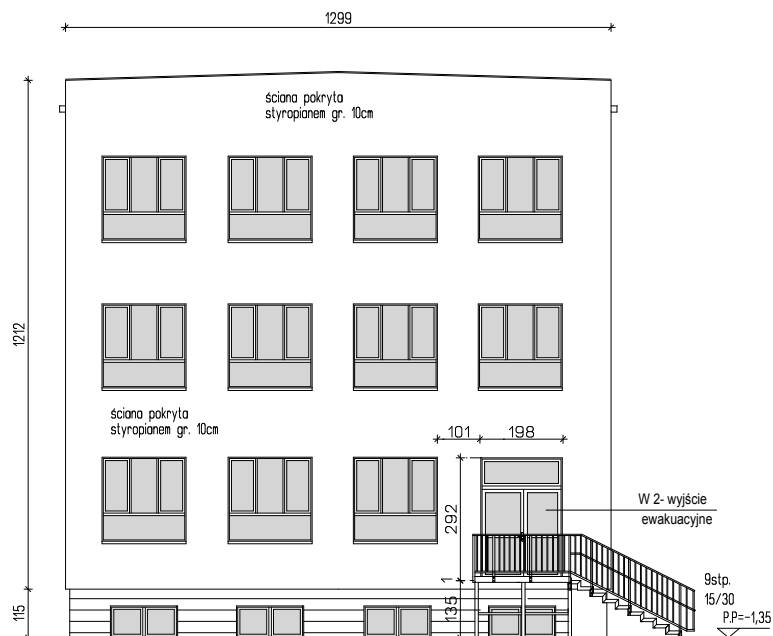 1299
ściana pokryta
styropianem gr. 10cm
1212
ściana pokryta
styropianem gr. 10cm
101 198
292
W 2- wyjście
ewakuacyjne
1
135
115
9stp.
15/30
P.P=-1,35